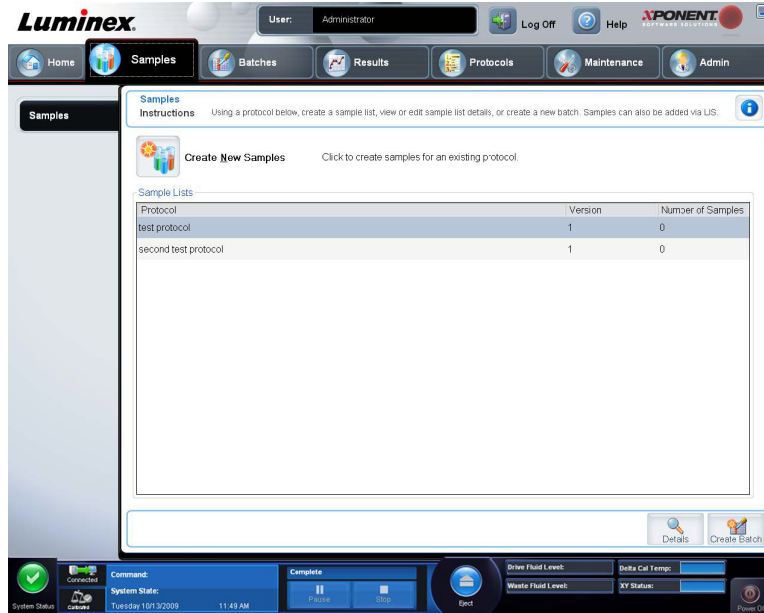 Luminex.
User: Administrator
Log Off
Help
XPONENT.
SOFTWARE SOLUTIONS
Home
Samples
Batches
Results
Protocols
Maintenance
Admin
Samples
Samples
Instructions Using a protocol below, create a sample list, view or edit sample list details, or create a new batch. Samples can also be added via LIS.
Create New Samples Click to create samples for an existing protocol.
Sample Lists
Protocol Version Number of Samples
test protocol 1 0
second test protocol 1 0
Details
Create Batch
System Status
Connected
Calibrated
Command:
System State:
Tuesday 10/13/2009 11:49 AM
Complete
Pause
Stop
Eject
Drive Fluid Level:
Waste Fluid Level:
Delta Cal Temp:
XY Status: